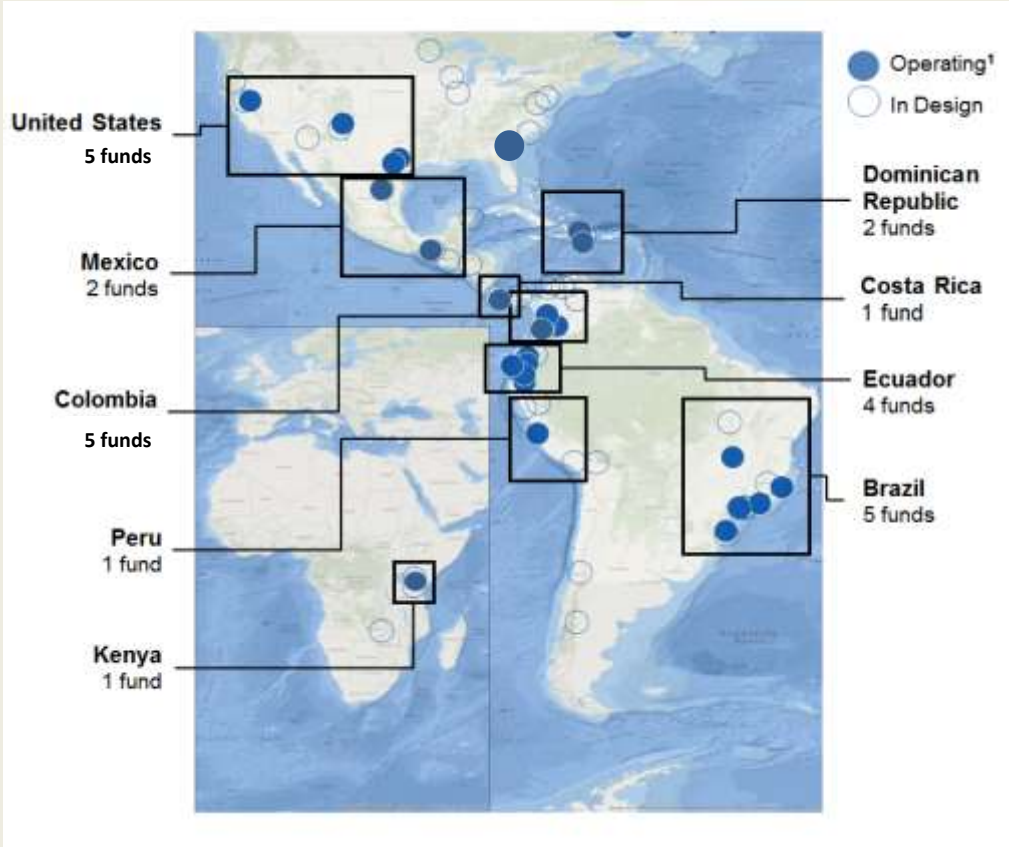 Operating¹
In Design
United States
5 funds
Mexico
2 funds
Colombia
5 funds
Peru
1 fund
Kenya
1 fund
Dominican
Republic
2 funds
Costa Rica
1 fund
Ecuador
4 funds
Brazil
5 funds